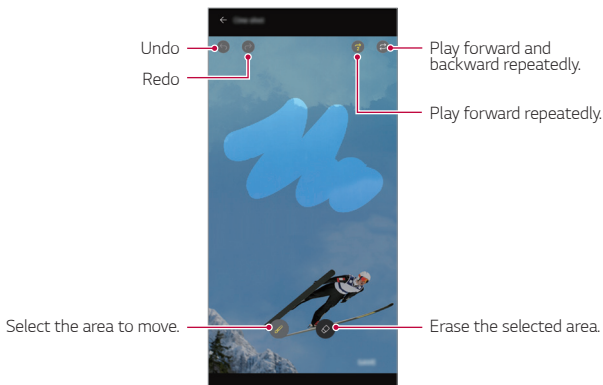 Undo
Redo
Play forward and
backward repeatedly.
Play forward repeatedly.
Select the area to move.
Erase the selected area.